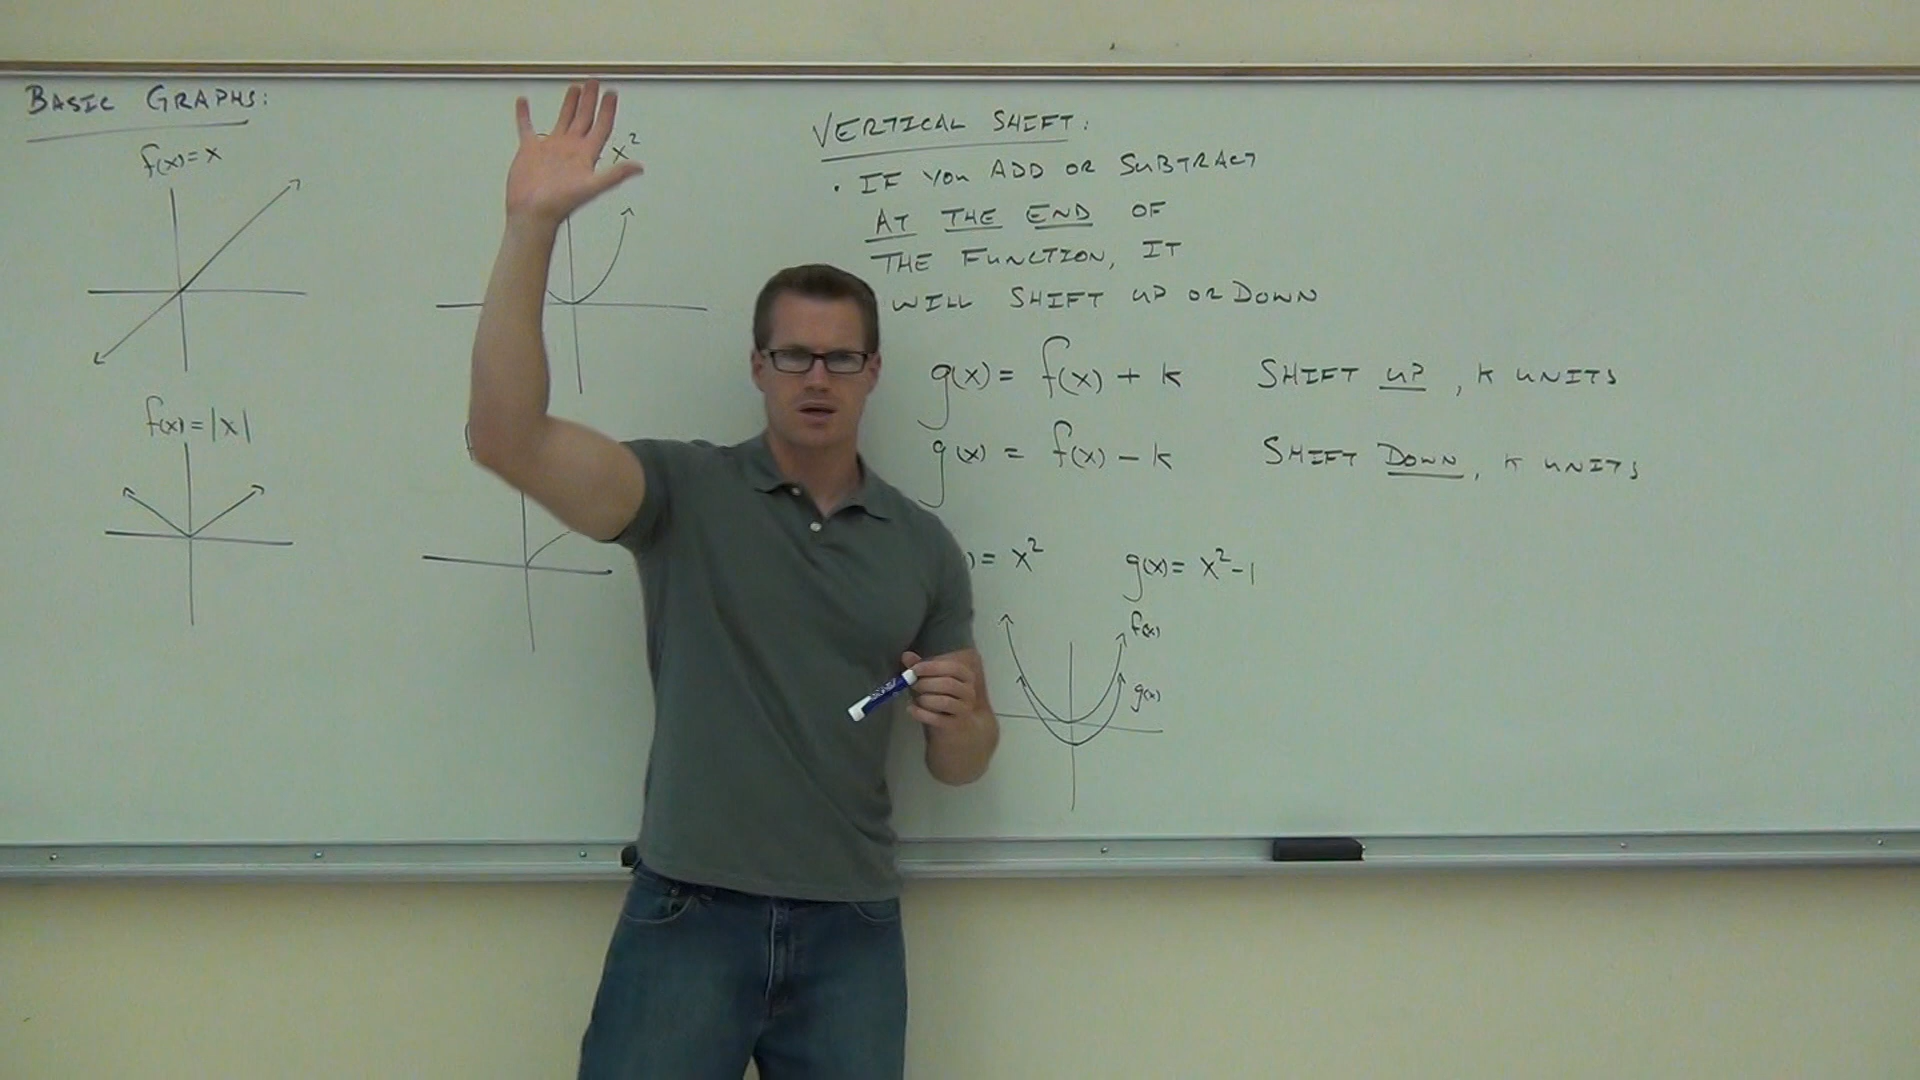 BASIC GRAPHS:
f(x)=x
x²
f(x)=|x|
VERTICAL SHIFT:
• IF YOU ADD OR SUBTRACT
AT THE END OF
THE FUNCTION, IT
WILL SHIFT UP OR DOWN
g(x)= f(x) + k SHIFT UP, K UNITS
g(x) = f(x) - k SHIFT DOWN, K UNITS
)= x² g(x)= x²-1
f(x)
g(x)